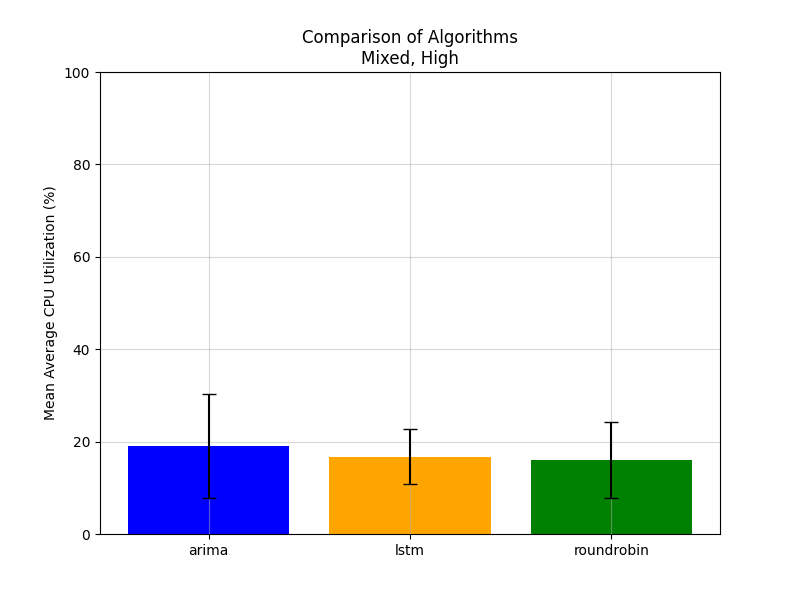 Comparison of Algorithms
Mixed, High
Mean Average CPU Utilization (%)
100
80
60
40
20
0
arima
lstm
roundrobin